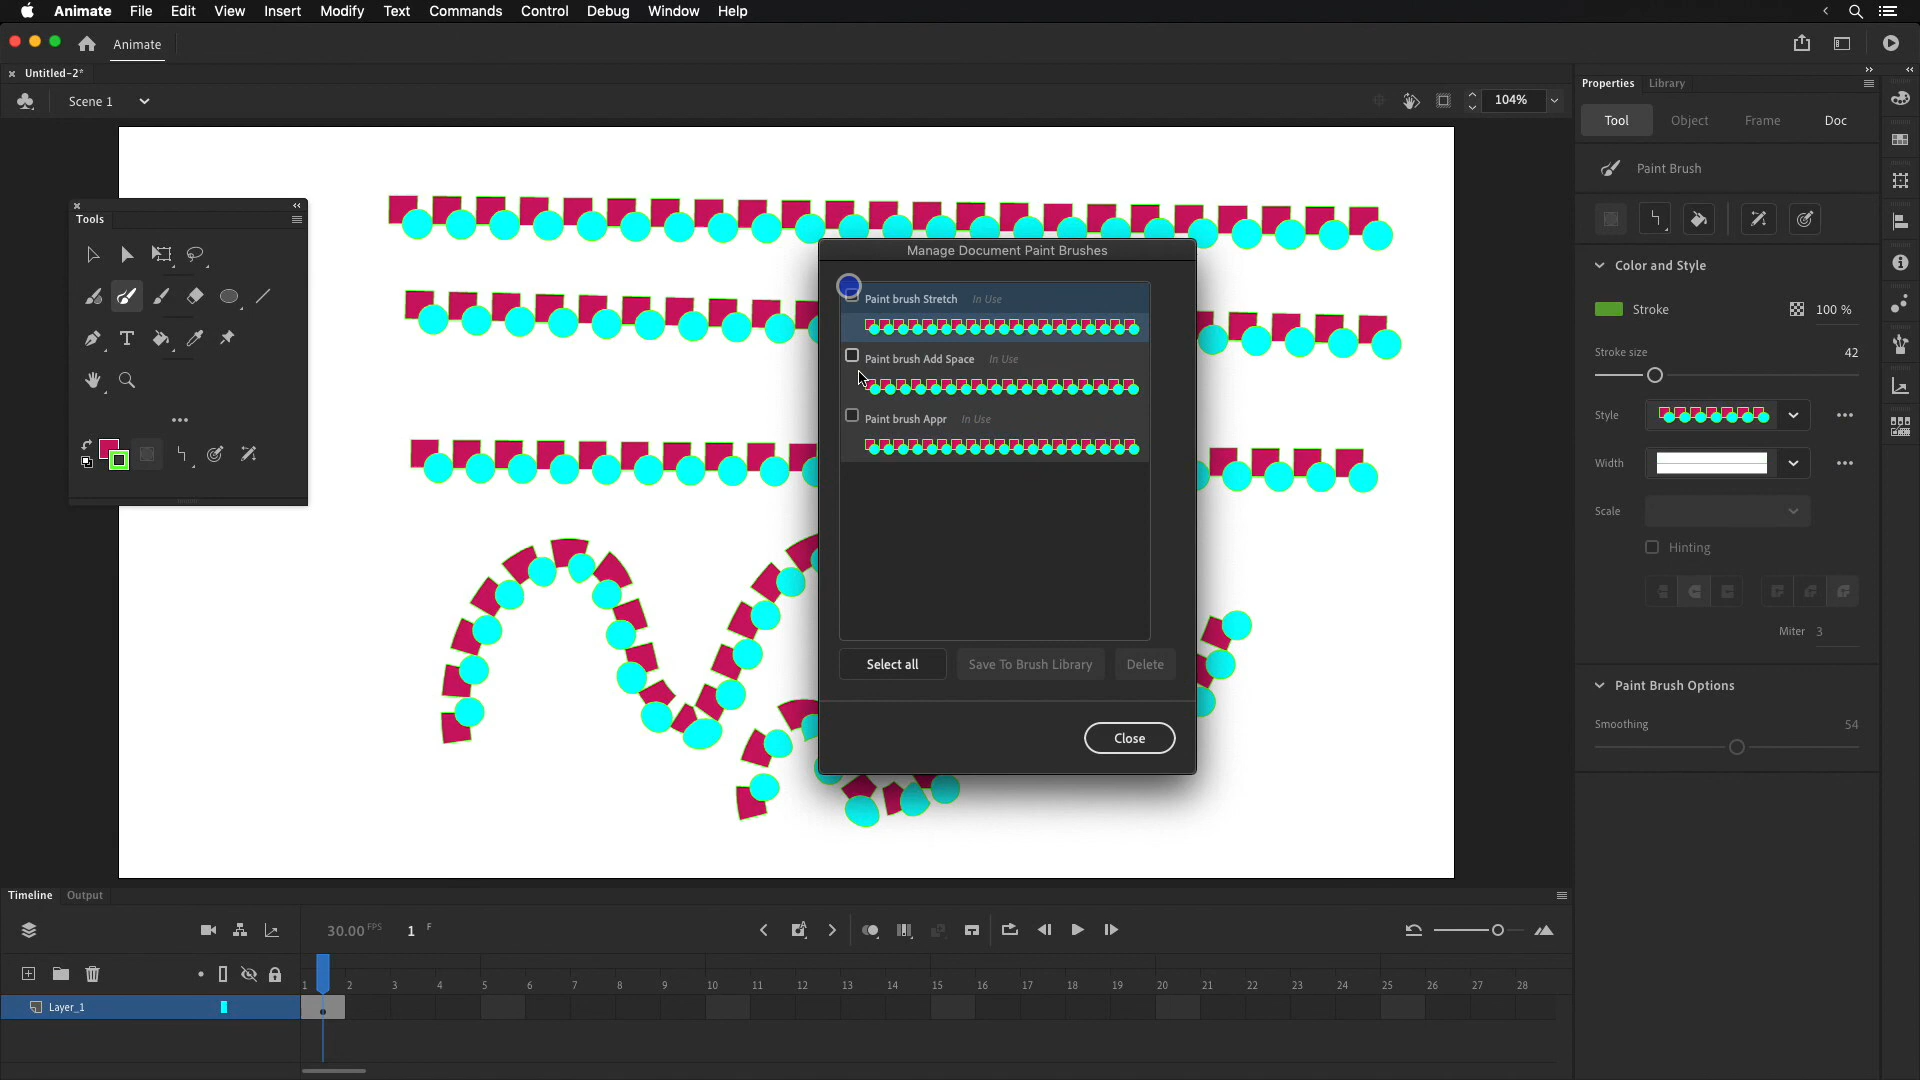 Animate File Edit View Insert Modify Text Commands Control Debug Window Help
Animate
Untitled-2*
Scene 1
104%
Properties Library
Tool Object Frame Doc
Paint Brush
Color and Style
Stroke 100 %
Stroke size 42
Style
Width
Scale
Hinting
Miter 3
Paint Brush Options
Smoothing 54
Tools
Manage Document Paint Brushes
Paint brush Stretch In Use
Paint brush Add Space In Use
Paint brush Appr In Use
Select all Save To Brush Library Delete
Close
Timeline Output
30.00 FPS 1 F
1 2 3 4 5 6 7 8 9 10 11 12 13 14 15 16 17 18 19 20 21 22 23 24 25 26 27 28
Layer_1